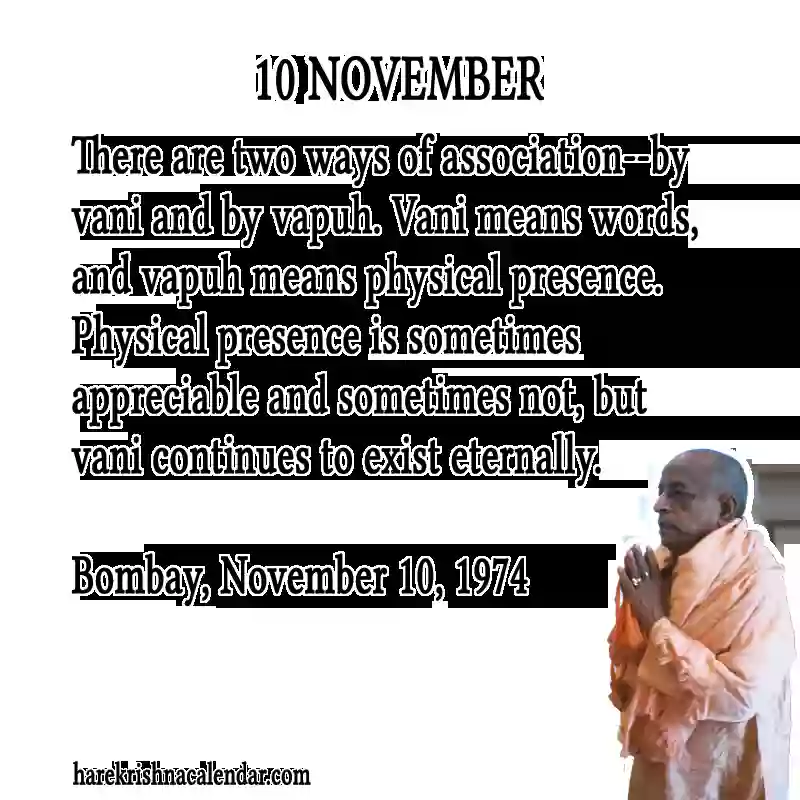 10 NOVEMBER
There are two ways of association--by
vani and by vapuh. Vani means words,
and vapuh means physical presence.
Physical presence is sometimes
appreciable and sometimes not, but
vani continues to exist eternally.
Bombay, November 10, 1974
harekrishnacalendar.com